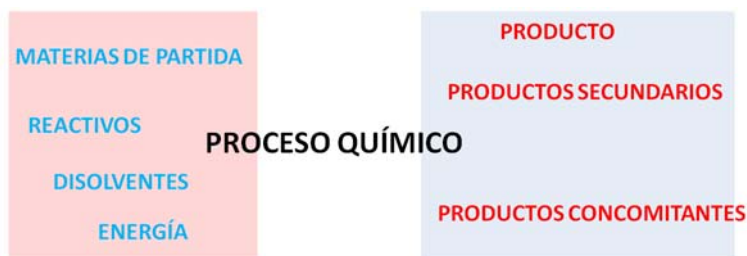 MATERIAS DE PARTIDA
REACTIVOS
DISOLVENTES
ENERGÍA
PROCESO QUÍMICO
PRODUCTO
PRODUCTOS SECUNDARIOS
PRODUCTOS CONCOMITANTES